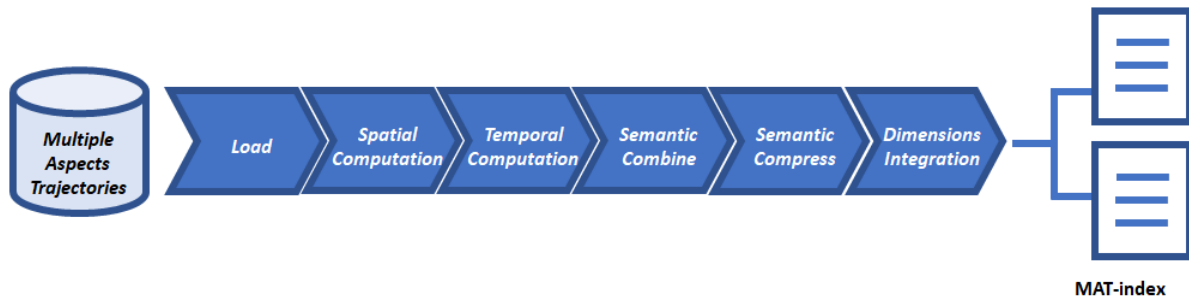 Multiple
Aspects
Trajectories
Load
Spatial
Computation
Temporal
Computation
Semantic
Combine
Semantic
Compress
Dimensions
Integration
MAT-index